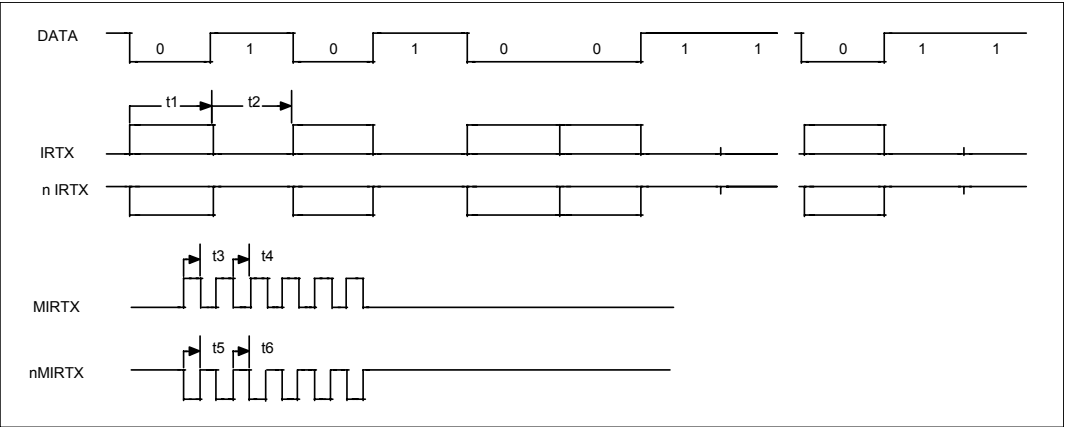 DATA
0 1 0 1 0 0 1 1 0 1 1
t1 t2
IRTX
n IRTX
t3 t4
MIRTX
t5 t6
nMIRTX